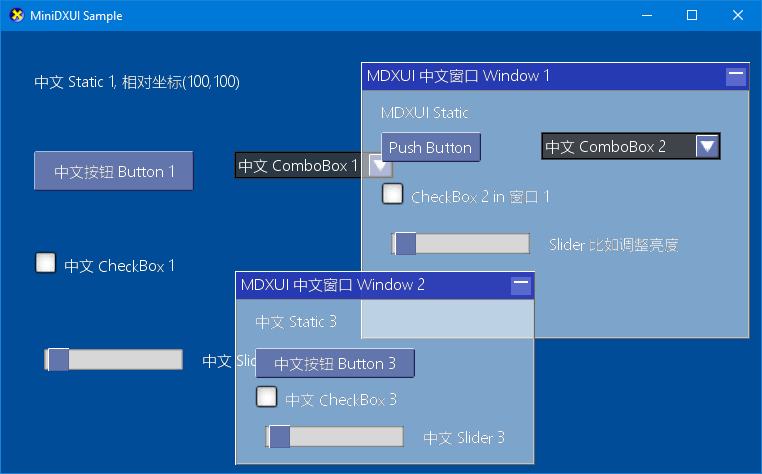 MiniDXUI Sample
中文 Static 1, 相对坐标(100,100)
MDXUI 中文窗口 Window 1
MDXUI Static
中文按钮 Button 1
中文 ComboBox 1
Push Button
中文 ComboBox 2
CheckBox 2 in 窗口 1
Slider 比如调整亮度
中文 CheckBox 1
MDXUI 中文窗口 Window 2
中文 Static 3
中文 Slid
中文按钮 Button 3
中文 CheckBox 3
中文 Slider 3